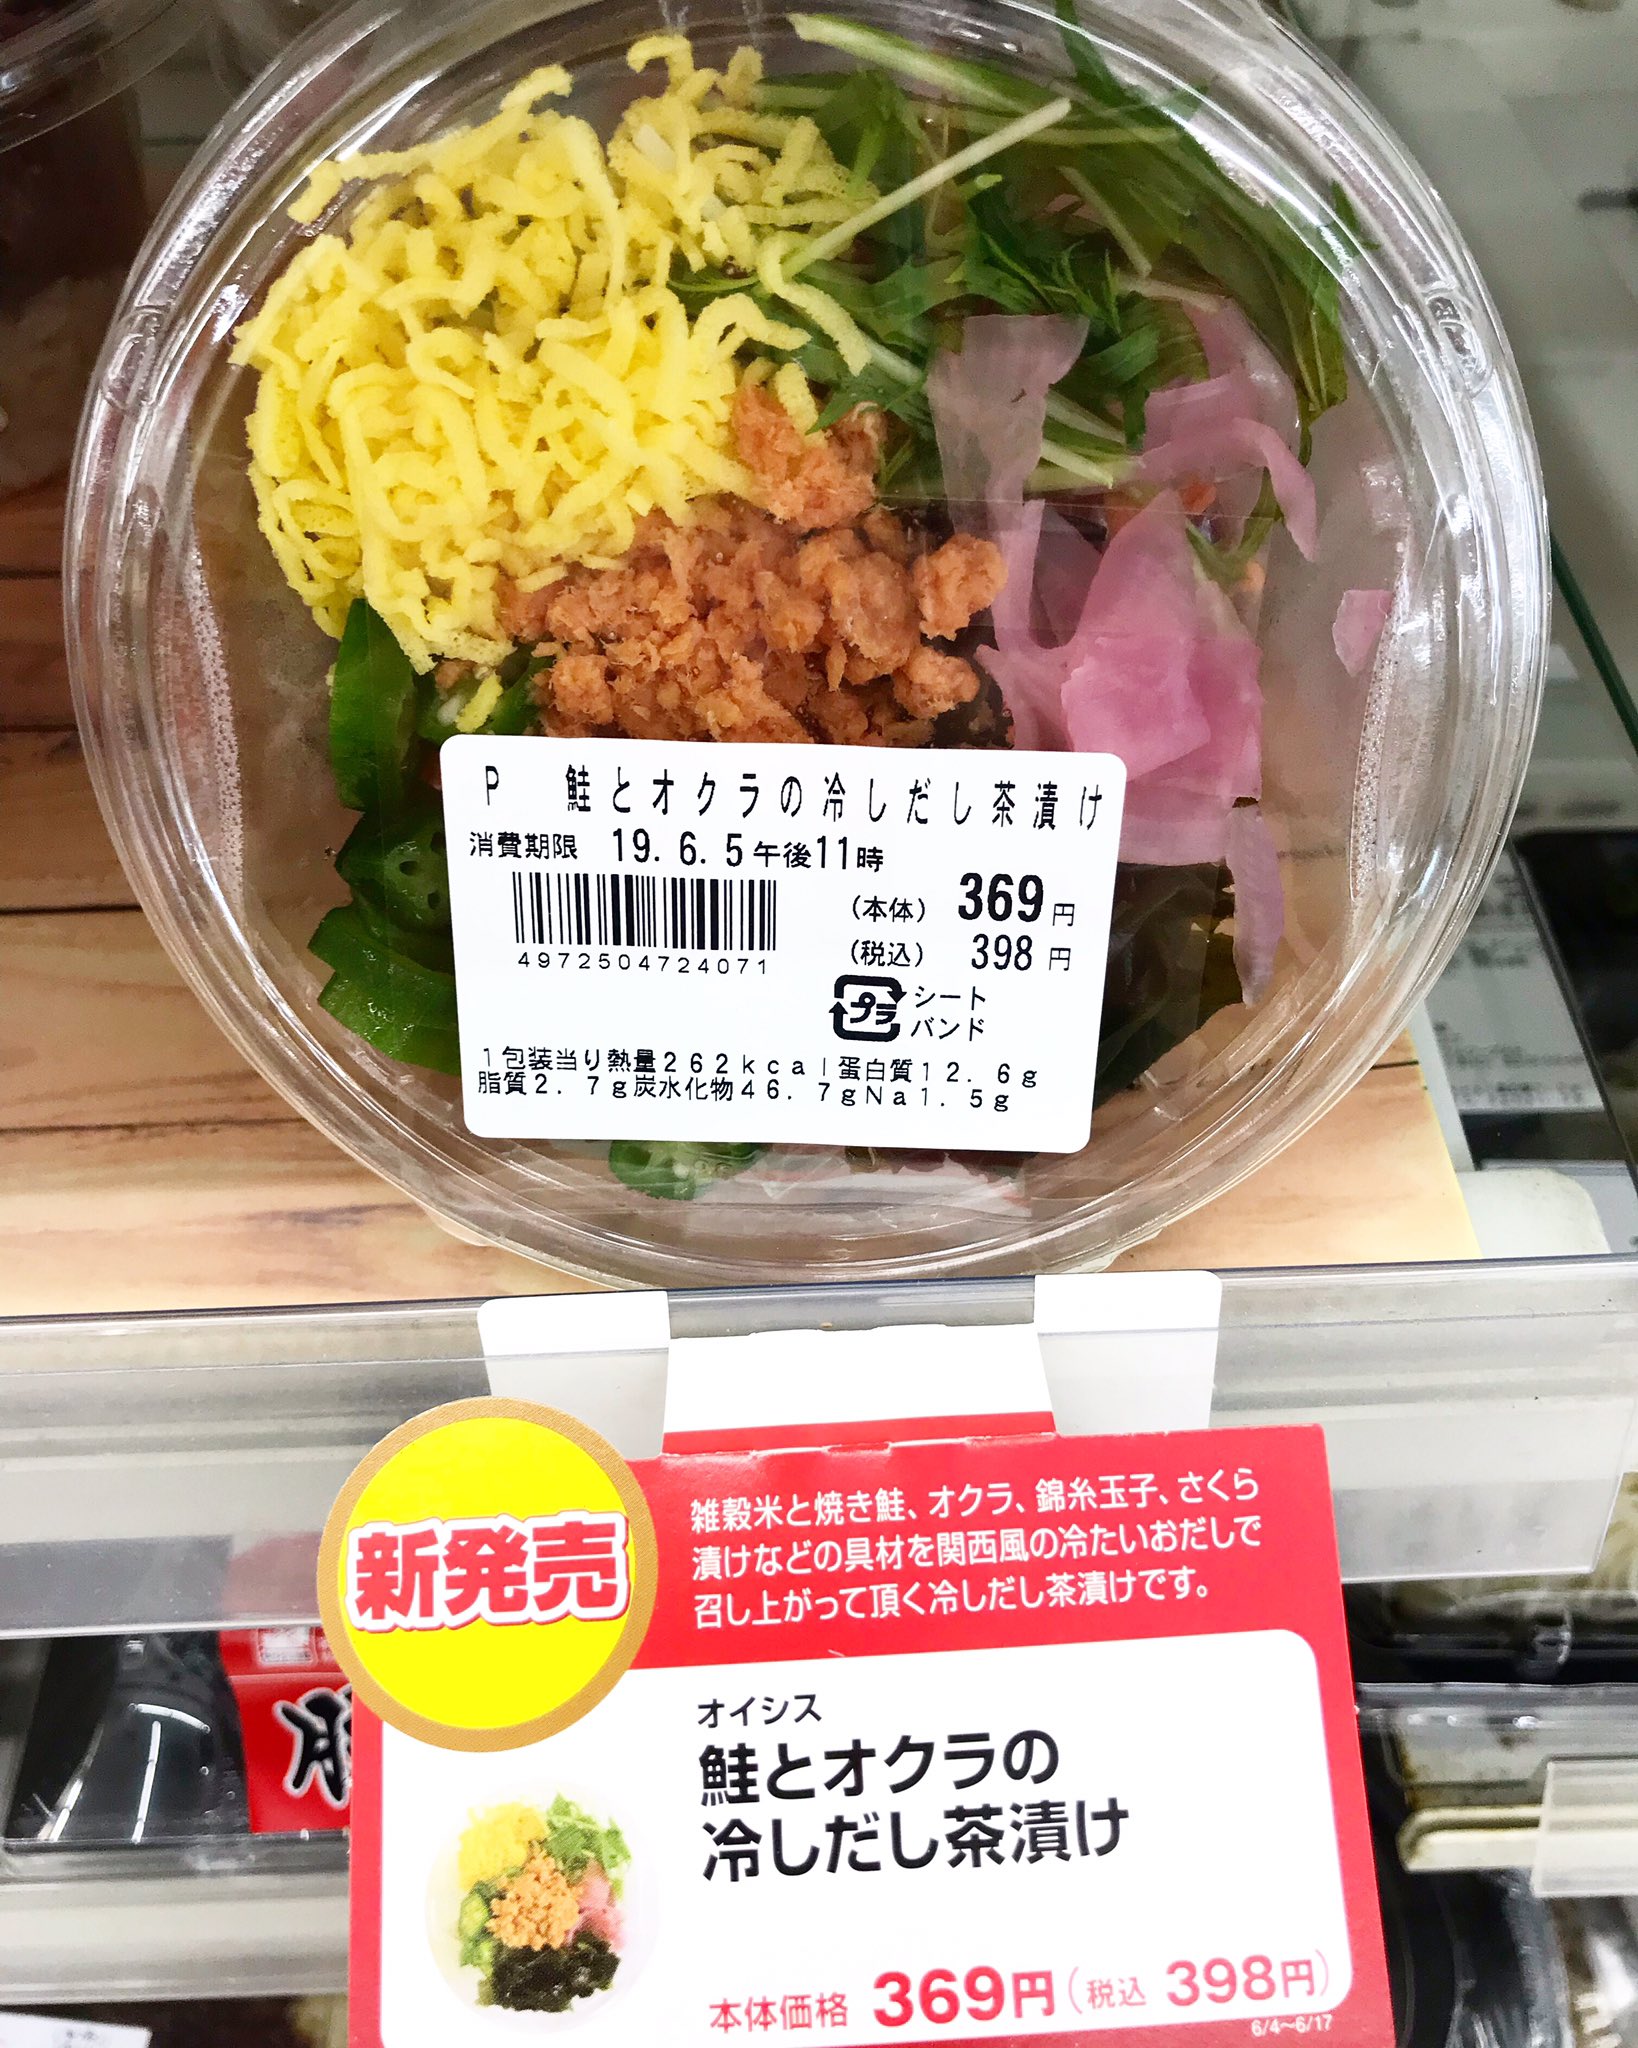 P 鮭とオクラの冷しだし茶漬け
消費期限 19.6.5午後11時
(本体) 369円
4972504724071
(税込) 398円
プラ シート
バンド
1包装当り熱量262kcal蛋白質12.6g
脂質2.7g炭水化物46.7gNa1.5g
新発売
雑穀米と焼き鮭、オクラ、錦糸玉子、さくら
漬けなどの具材を関西風の冷たいおだしで
召し上がって頂く冷しだし茶漬けです。
オイシス
鮭とオクラの
冷しだし茶漬け
本体価格 369円(税込 398円)
6/4~6/17